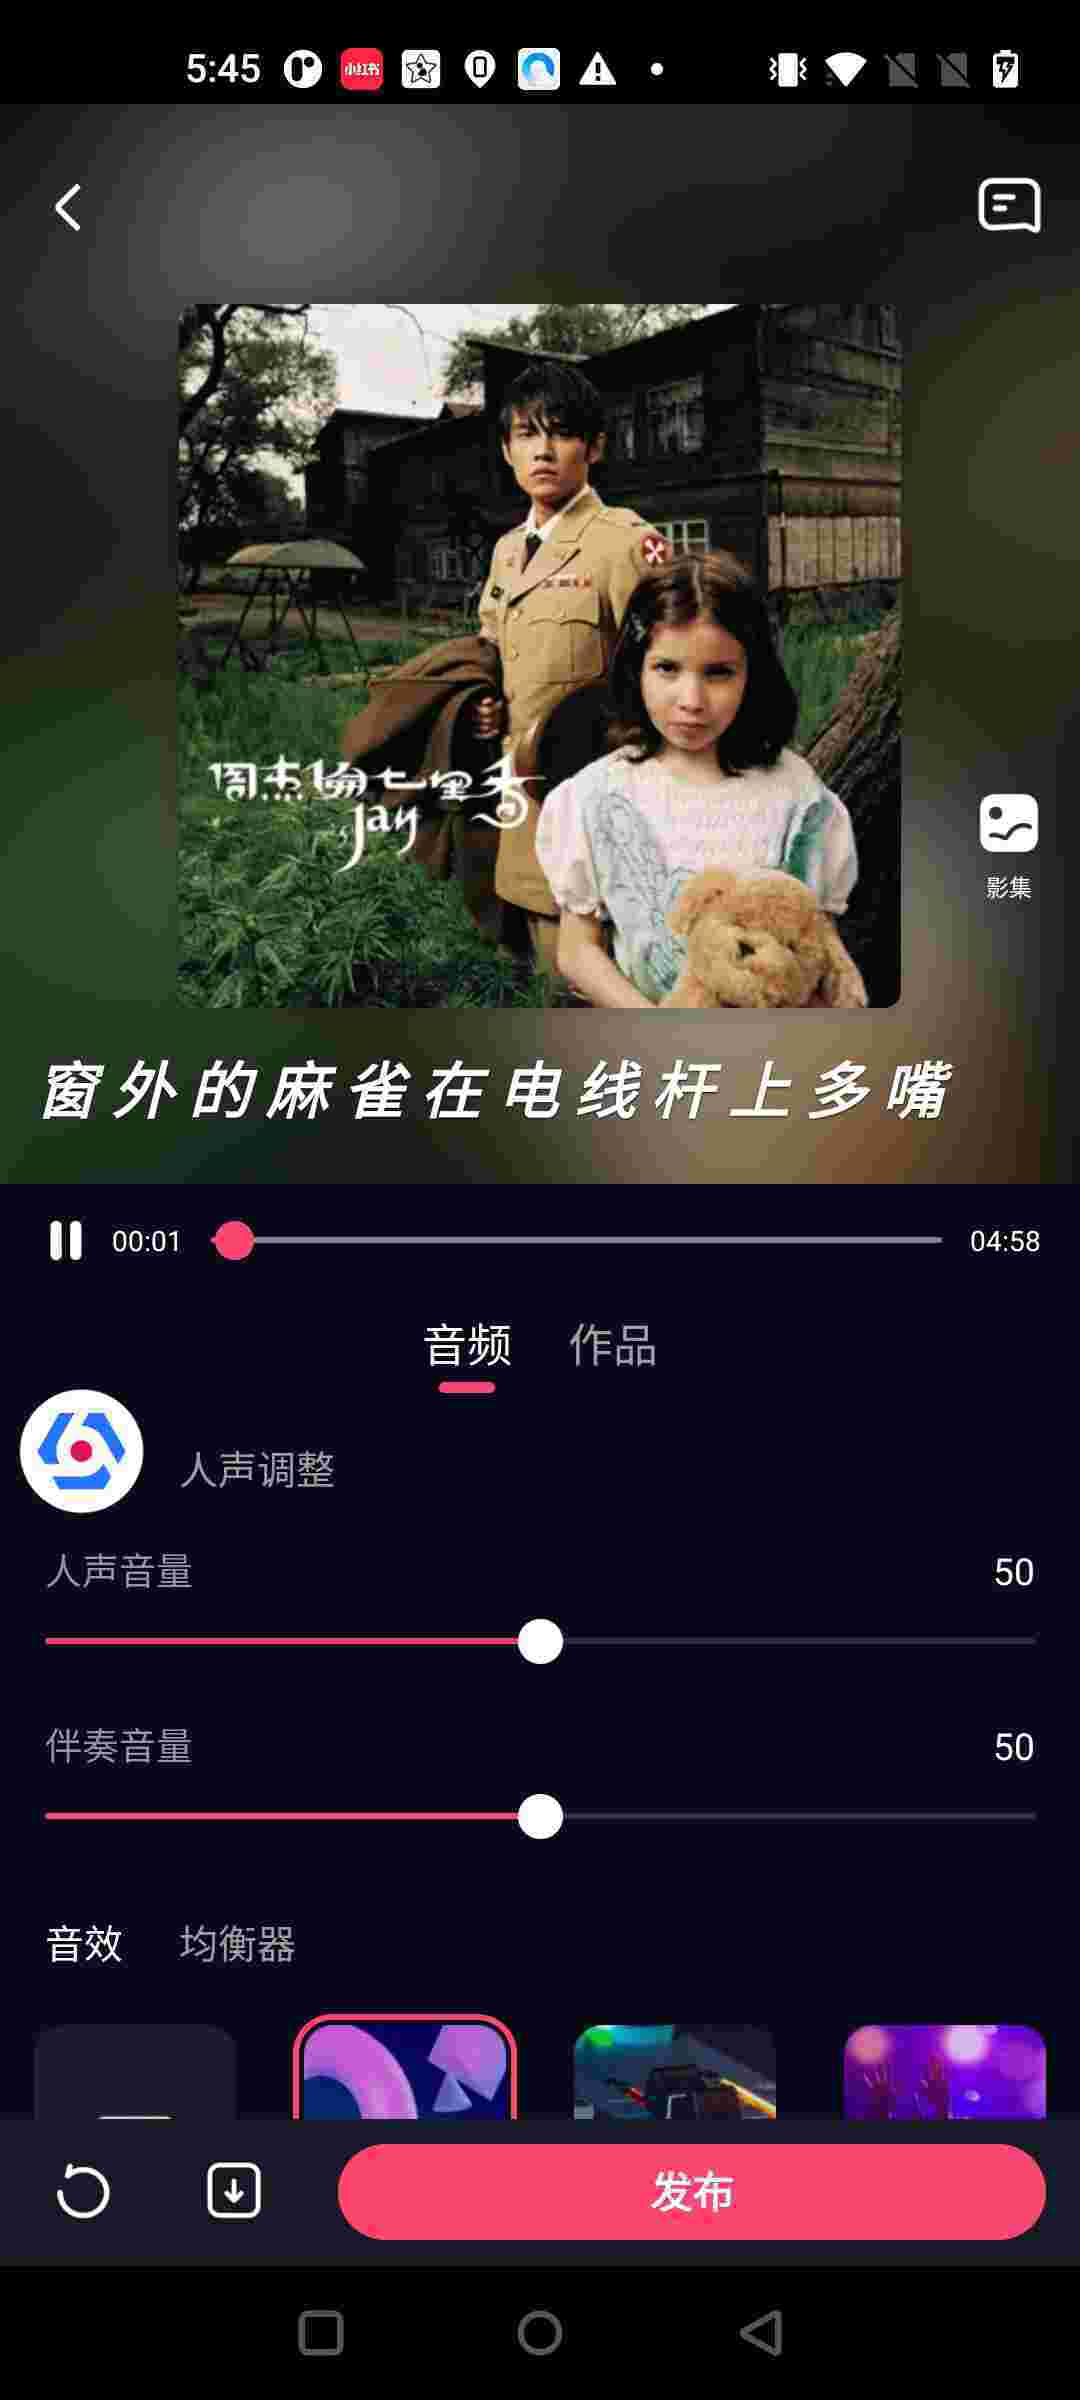 5:45
小红书
周杰倫 七里香
's Jay
影集
窗外的麻雀在电线杆上多嘴
00:01
04:58
音频 作品
人声调整
人声音量 50
伴奏音量 50
音效 均衡器
发布